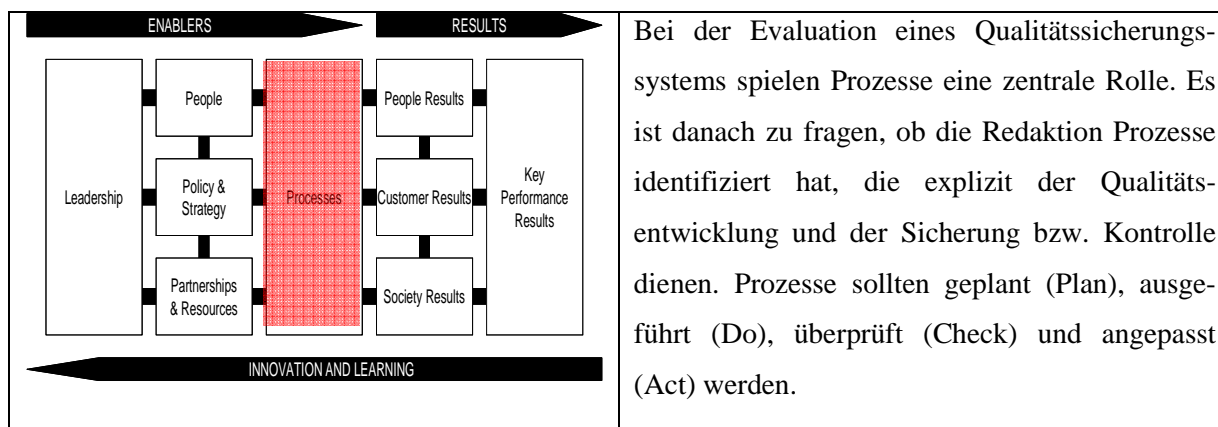 ENABLERS
RESULTS
Leadership
People
Policy &
Strategy
Partnerships
& Resources
Processes
People Results
Customer Results
Society Results
Key
Performance
Results
INNOVATION AND LEARNING
Bei der Evaluation eines Qualitätssicherungs-
systems spielen Prozesse eine zentrale Rolle. Es
ist danach zu fragen, ob die Redaktion Prozesse
identifiziert hat, die explizit der Qualitäts-
entwicklung und der Sicherung bzw. Kontrolle
dienen. Prozesse sollten geplant (Plan), ausge-
führt (Do), überprüft (Check) und angepasst
(Act) werden.